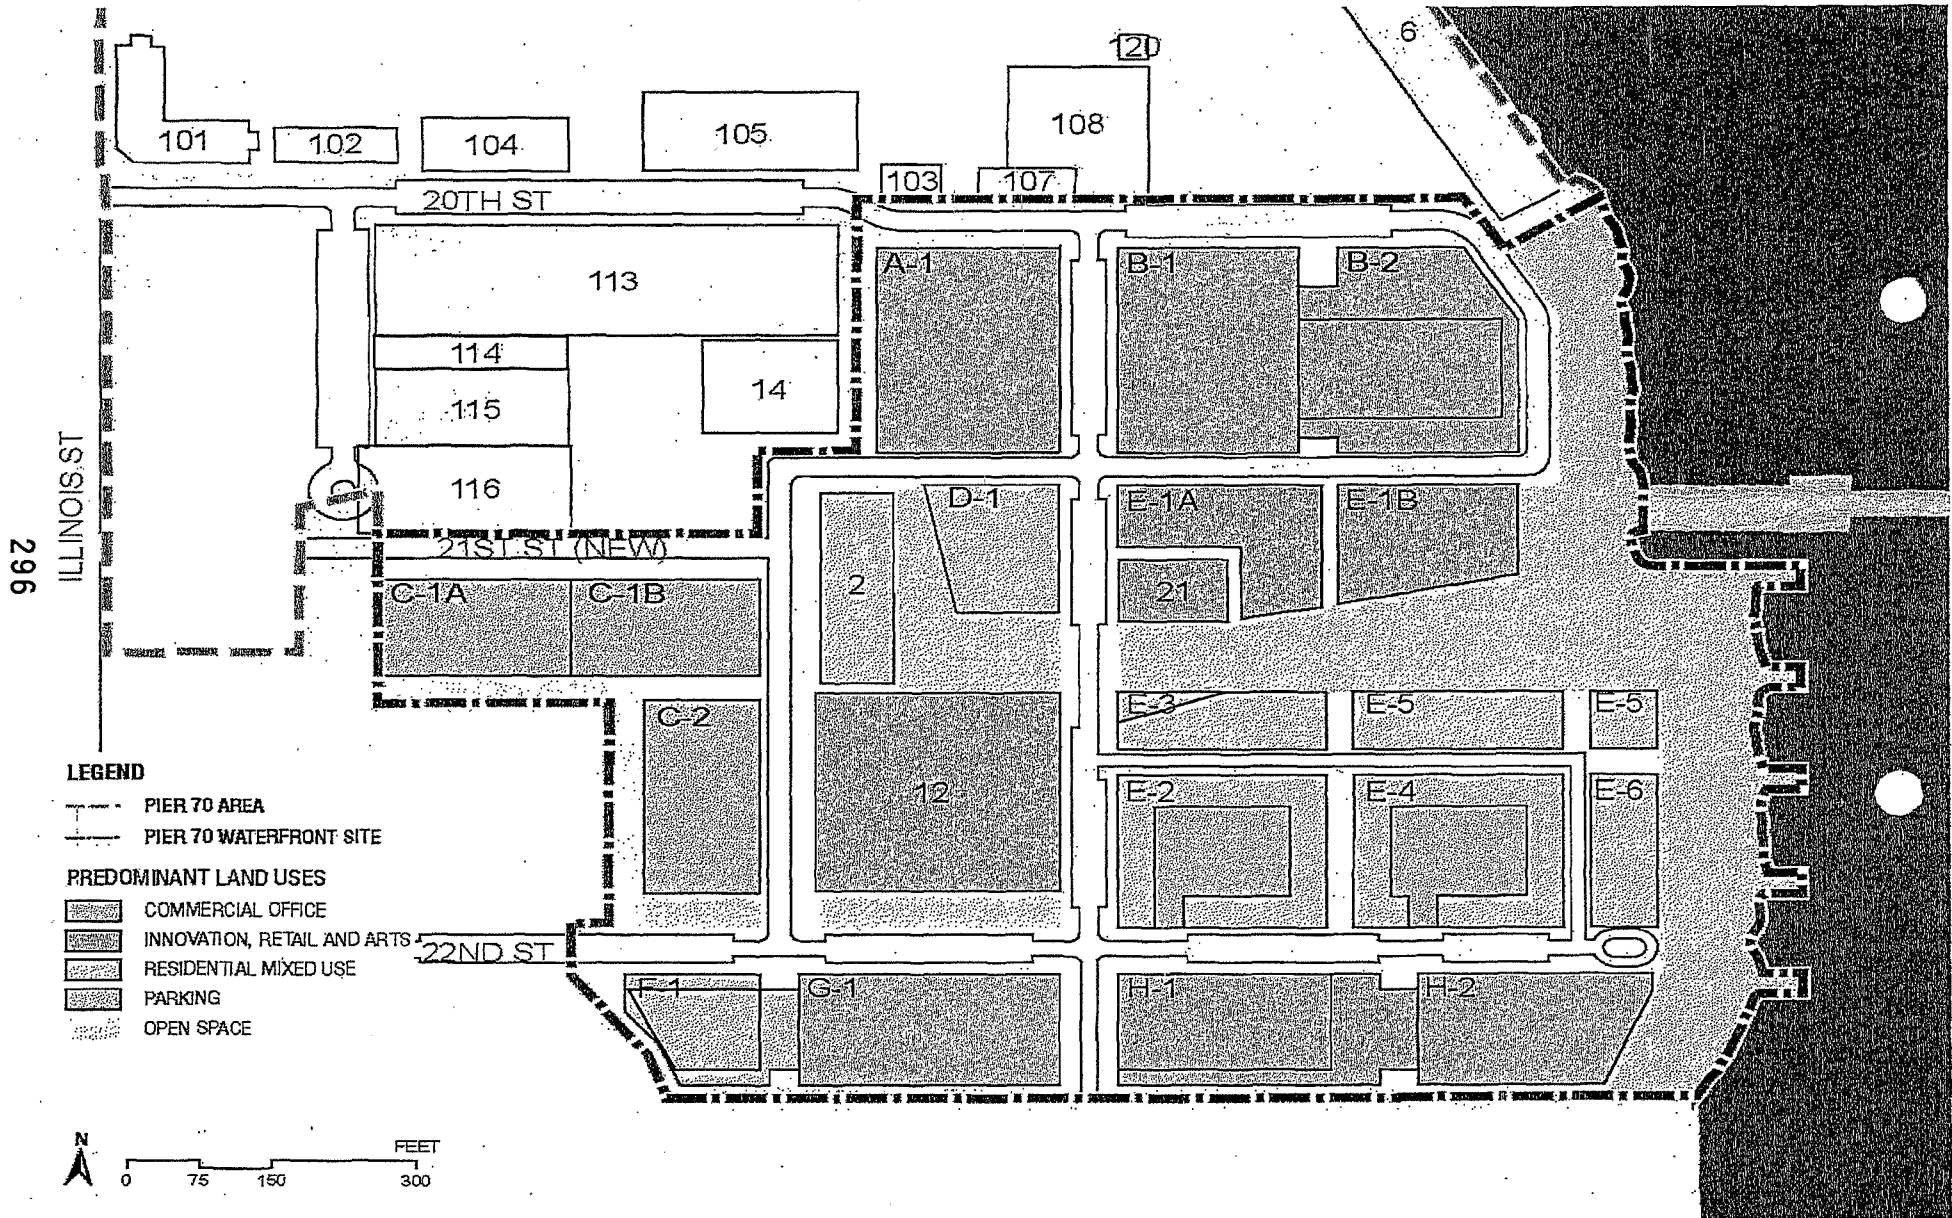 6
120
101
102
104
105
108
103
107
20TH ST
113
114
115
116
14
A-1
B-1
B-2
D-1
E-1A
E-1B
21ST ST (NEW)
2
21
C-1A
C-1B
ILLINOIS ST
296
C-2
12
E-3
E-5
E-5
E-2
E-4
E-6
22ND ST
F-1
G-1
H-1
H-2
LEGEND
PIER 70 AREA
PIER 70 WATERFRONT SITE
PREDOMINANT LAND USES
COMMERCIAL OFFICE
INNOVATION, RETAIL AND ARTS
RESIDENTIAL MIXED USE
PARKING
OPEN SPACE
N
FEET
0 75 150 300